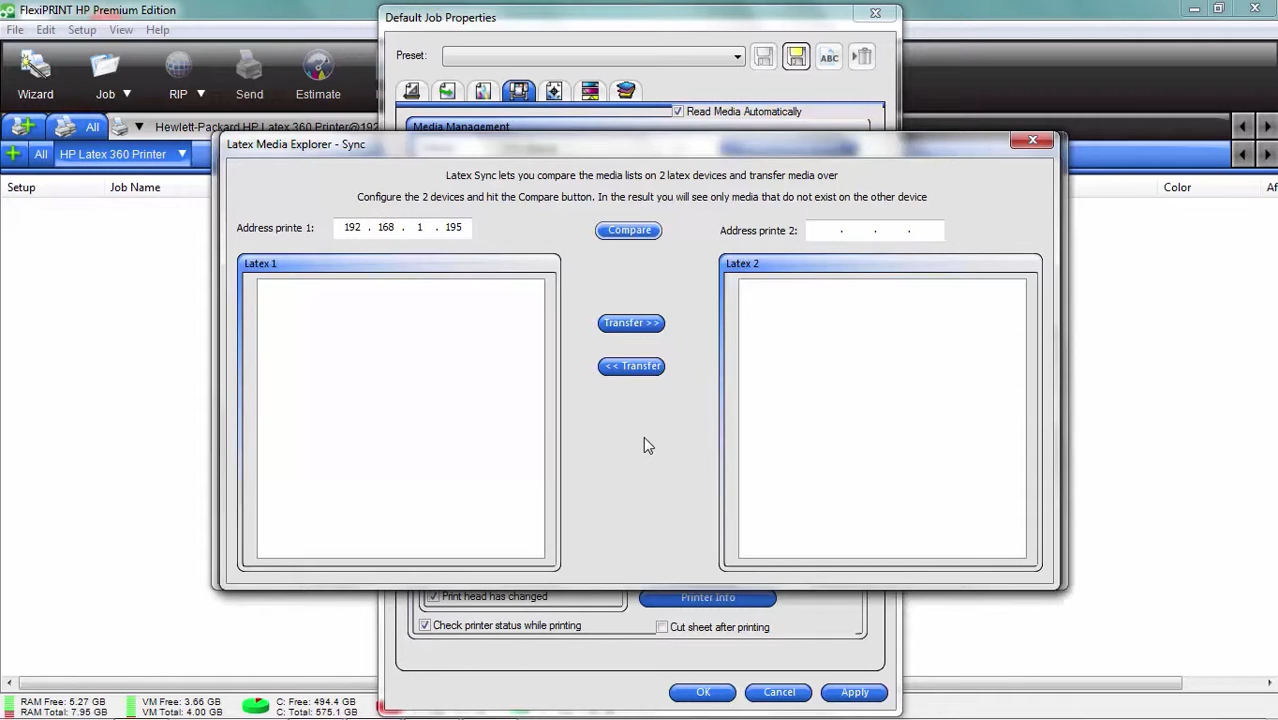 FlexiPRINT HP Premium Edition
File Edit Setup View Help
Wizard Job RIP Send Estimate
All Hewlett-Packard HP Latex 360 Printer@192
All HP Latex 360 Printer
Setup Job Name Color Af
Default Job Properties
Preset:
ABC
Read Media Automatically
Media Management
Latex Media Explorer - Sync
Latex Sync lets you compare the media lists on 2 latex devices and transfer media over
Configure the 2 devices and hit the Compare button. In the result you will see only media that do not exist on the other device
Address printe 1: 192 . 168 . 1 . 195 Compare Address printe 2: . . .
Latex 1 Latex 2
Transfer >>
<< Transfer
Print head has changed Printer Info
Check printer status while printing Cut sheet after printing
OK Cancel Apply
RAM Free: 5.27 GB VM Free: 3.66 GB C: Free: 494.4 GB
RAM Total: 7.95 GB VM Total: 4.00 GB C: Total: 575.1 GB